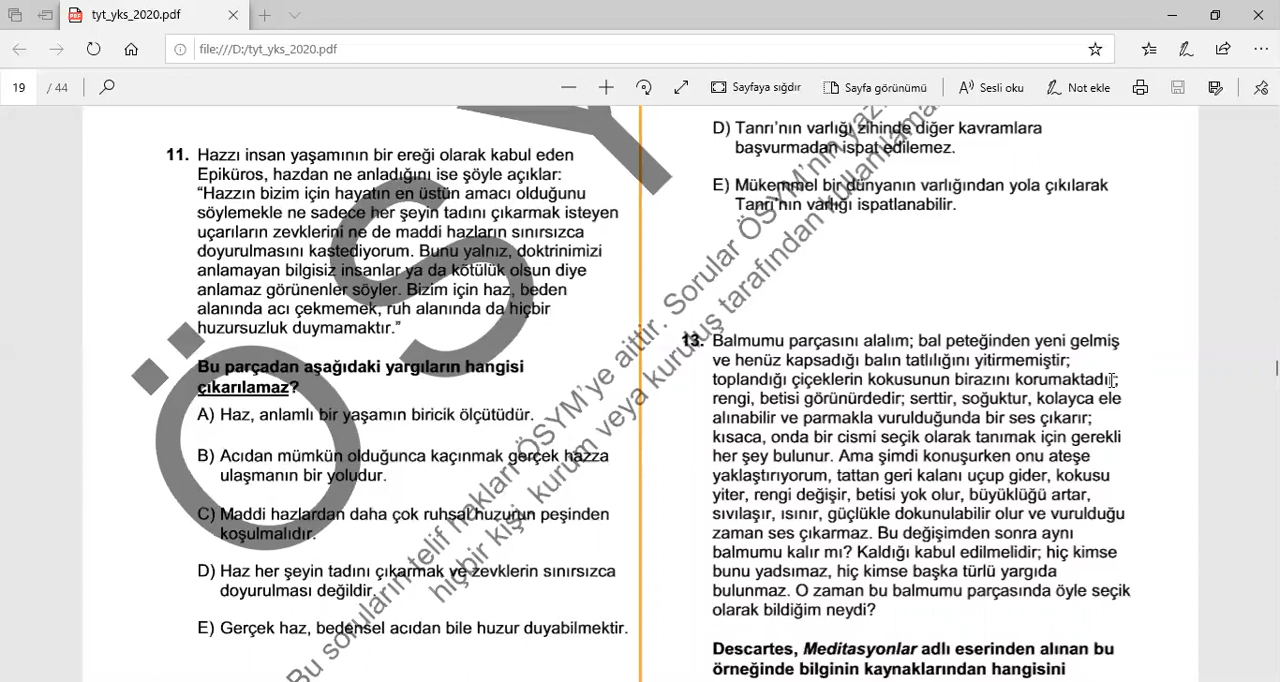 tyt_yks_2020.pdf
file:///D:/tyt_yks_2020.pdf
19 / 44
Sayfaya sığdır
Sayfa görünümü
Sesli oku
Not ekle
11. Hazzı insan yaşamının bir ereği olarak kabul eden
Epiküros, hazdan ne anladığını ise şöyle açıklar:
“Hazzın bizim için hayatın en üstün amacı olduğunu
söylemekle ne sadece her şeyin tadını çıkarmak isteyen
uçarıların zevklerini ne de maddi hazların sınırsızca
doyurulmasını kastediyorum. Bunu yalnız, doktrinimizi
anlamayan bilgisiz insanlar ya da kötülük olsun diye
anlamaz görünenler söyler. Bizim için haz, beden
alanında acı çekmemek, ruh alanında da hiçbir
huzursuzluk duymamaktır.”
Bu parçadan aşağıdaki yargıların hangisi
çıkarılamaz?
A) Haz, anlamlı bir yaşamın biricik ölçütüdür.
B) Acıdan mümkün olduğunca kaçınmak gerçek hazza
ulaşmanın bir yoludur.
C) Maddi hazlardan daha çok ruhsal huzurun peşinden
koşulmalıdır.
D) Haz her şeyin tadını çıkarmak ve zevklerin sınırsızca
doyurulması değildir.
E) Gerçek haz, bedensel acıdan bile huzur duyabilmektir.
D) Tanrı’nın varlığı zihinde diğer kavramlara
başvurmadan ispat edilemez.
E) Mükemmel bir dünyanın varlığından yola çıkılarak
Tanrı’nın varlığı ispatlanabilir.
13. Balmumu parçasını alalım; bal peteğinden yeni gelmiş
ve henüz kapsadığı balın tatlılığını yitirmemiştir;
toplandığı çiçeklerin kokusunun birazını korumaktadır;
rengi, betisi görünürdedir; serttir, soğuktur, kolayca ele
alınabilir ve parmakla vurulduğunda bir ses çıkarır;
kısaca, onda bir cismi seçik olarak tanımak için gerekli
her şey bulunur. Ama şimdi konuşurken onu ateşe
yaklaştırıyorum, tattan geri kalanı uçup gider, kokusu
yiter, rengi değişir, betisi yok olur, büyüklüğü artar,
sıvılaşır, ısınır, güçlükle dokunulabilir olur ve vurulduğu
zaman ses çıkarmaz. Bu değişimden sonra aynı
balmumu kalır mı? Kaldığı kabul edilmelidir; hiç kimse
bunu yadsımaz, hiç kimse başka türlü yargıda
bulunmaz. O zaman bu balmumu parçasında öyle seçik
olarak bildiğim neydi?
Descartes, Meditasyonlar adlı eserinden alınan bu
örneğinde bilginin kaynaklarından hangisini
ÖSY
Bu soruların telif hakları ÖSYM’ye aittir. Sorular ÖSYM’nin yaz
hiçbir kişi, kurum veya kuruluş tarafından kullanılama